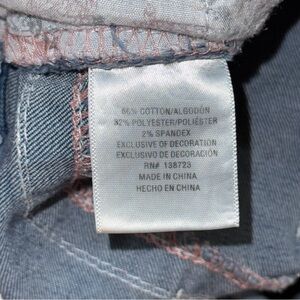 66% COTTON/ALGODÓN
32% POLYESTER/POLIÉSTER
2% SPANDEX
EXCLUSIVE OF DECORATION
EXCLUSIVO DE DECORACIÓN
RN# 138723
MADE IN CHINA
HECHO EN CHINA